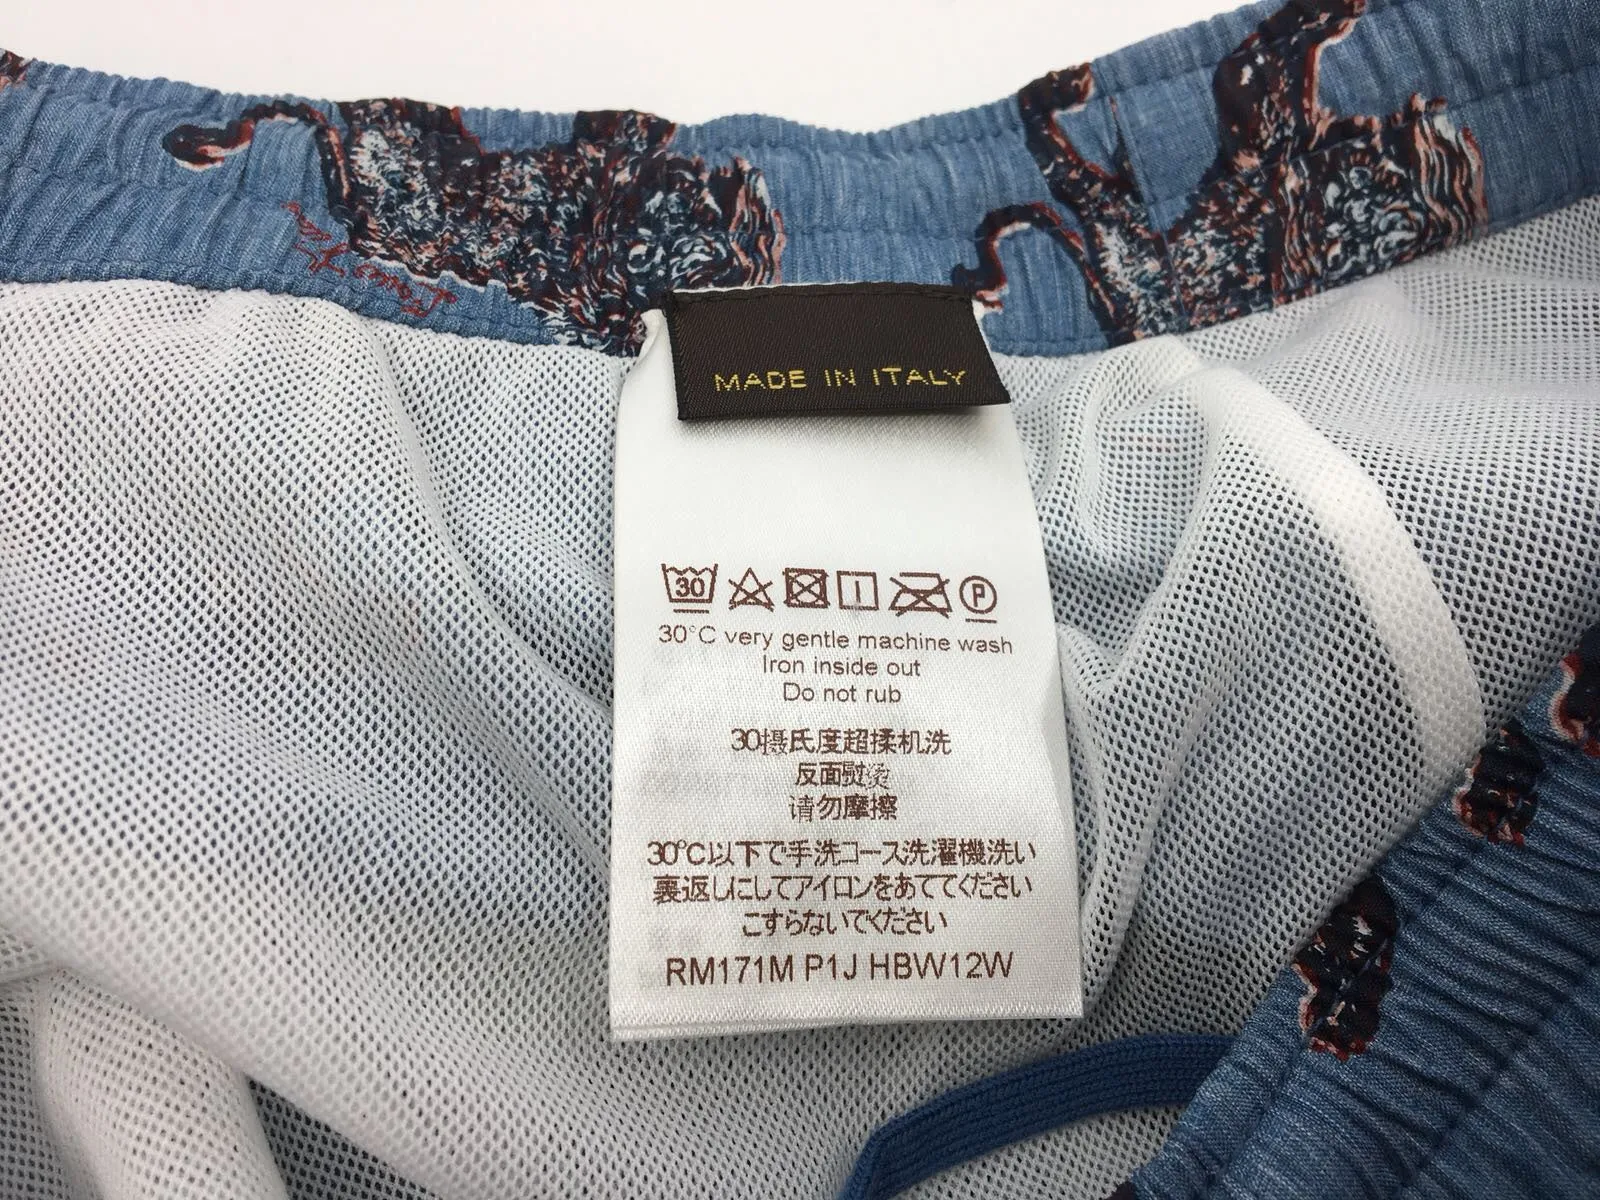 MADE IN ITALY
30
P
30°C very gentle machine wash
Iron inside out
Do not rub
30摄氏度超揉机洗
反面熨烫
请勿摩擦
30℃以下で手洗コース洗濯機洗い
裏返しにしてアイロンをあててください
こすらないでください
RM171M P1J HBW12W